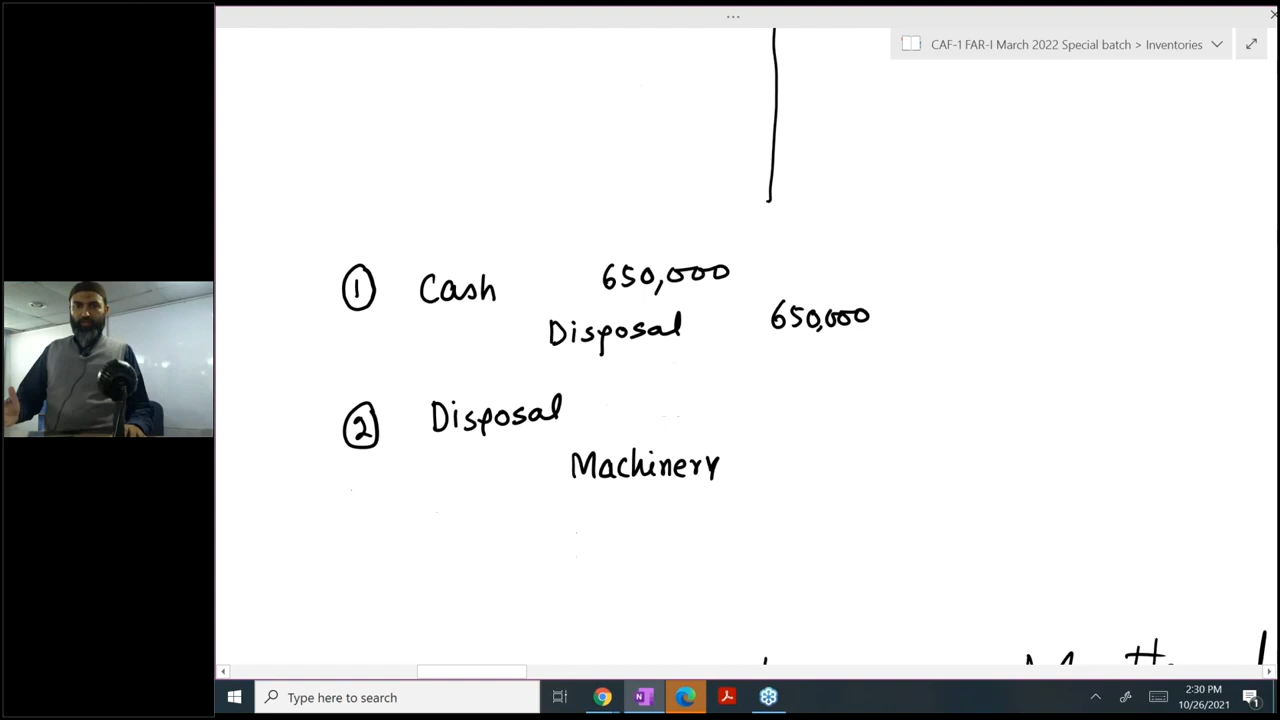 ...
CAF-1 FAR-I March 2022 Special batch > Inventories
① Cash 650,000
Disposal 650,000
② Disposal
Machinery
Type here to search
2:30 PM
10/26/2021
1